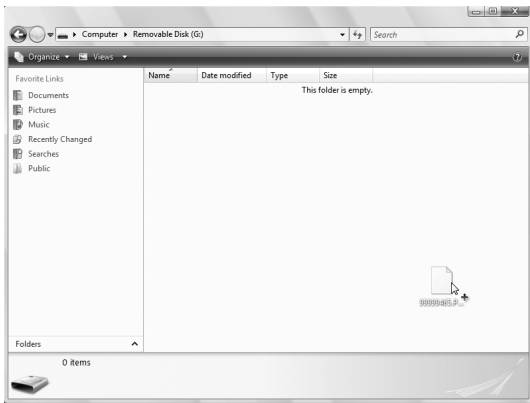 Computer ▸ Removable Disk (G:)
Search
Organize Views
Favorite Links
Documents
Pictures
Music
Recently Changed
Searches
Public
Folders
Name Date modified Type Size
This folder is empty.
0 items